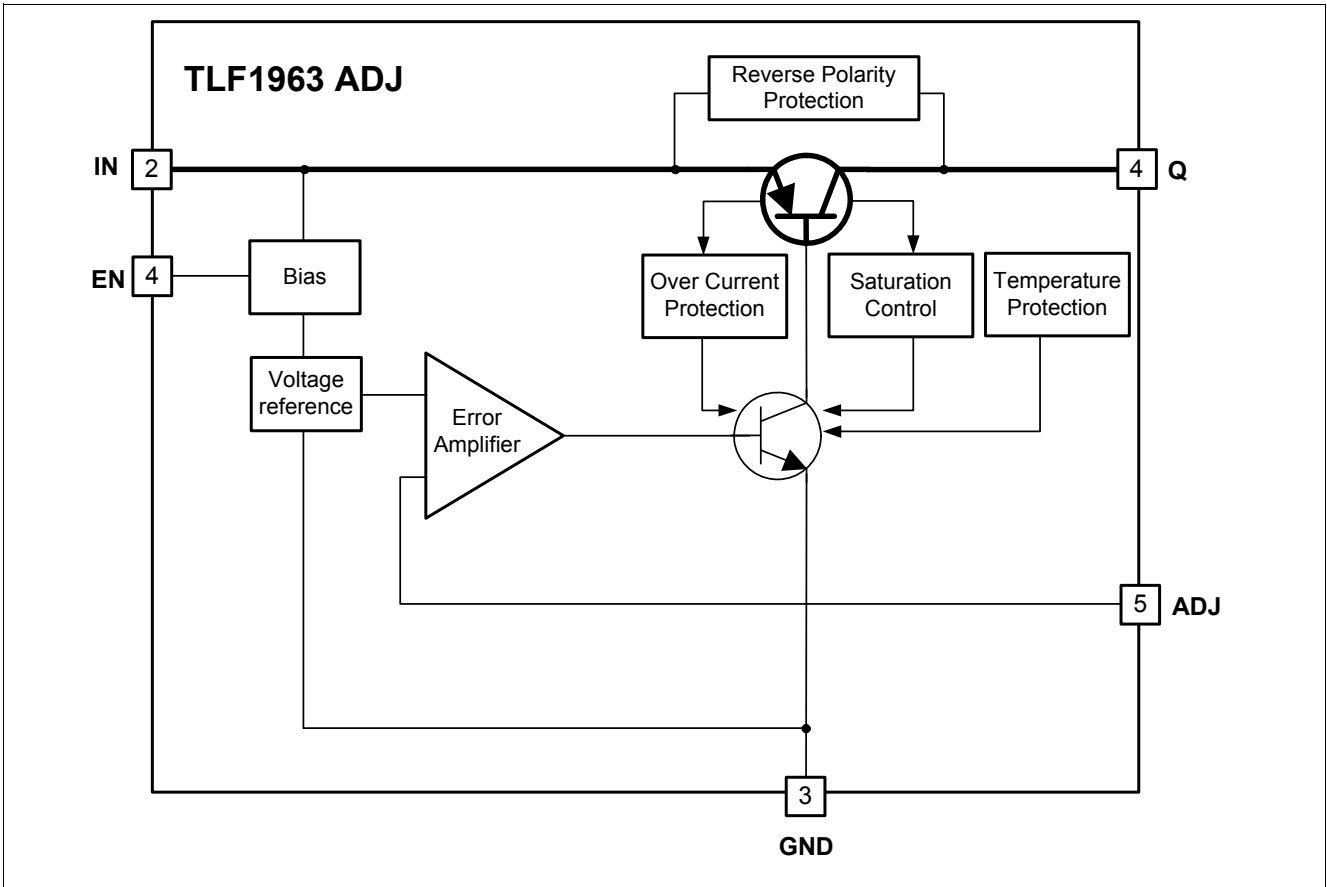 TLF1963 ADJ
Reverse Polarity
Protection
IN
2
4
Q
EN
4
Bias
Over Current
Protection
Saturation
Control
Temperature
Protection
Voltage
reference
Error
Amplifier
5
ADJ
3
GND